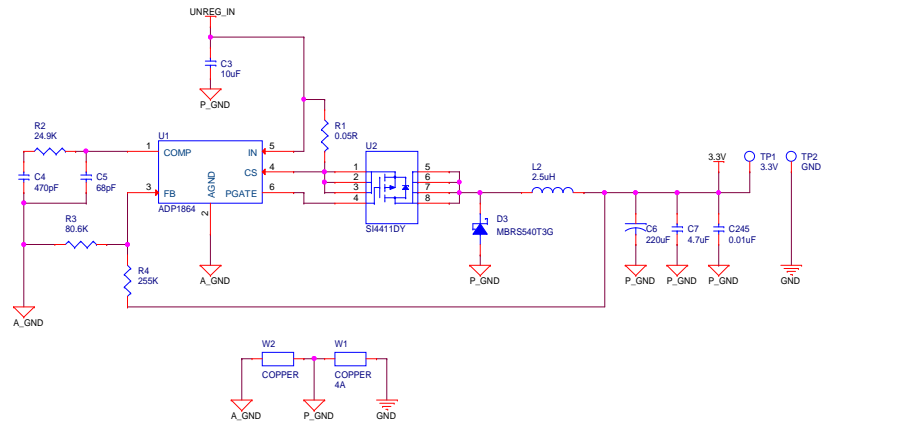 UNREG_IN
C3
10uF
P_GND
R2
24.9K
C4
470pF
C5
68pF
U1
1
COMP
IN
5
CS
4
3
FB
AGND
PGATE
6
ADP1864
2
A_GND
R1
0.05R
U2
1
2
3
4
5
6
7
8
SI4411DY
R3
80.6K
R4
255K
A_GND
L2
2.5uH
D3
MBRS540T3G
P_GND
3.3V
TP1
3.3V
TP2
GND
C6
220uF
C7
4.7uF
C245
0.01uF
P_GND
P_GND
P_GND
GND
W2
COPPER
W1
COPPER
4A
A_GND
P_GND
GND